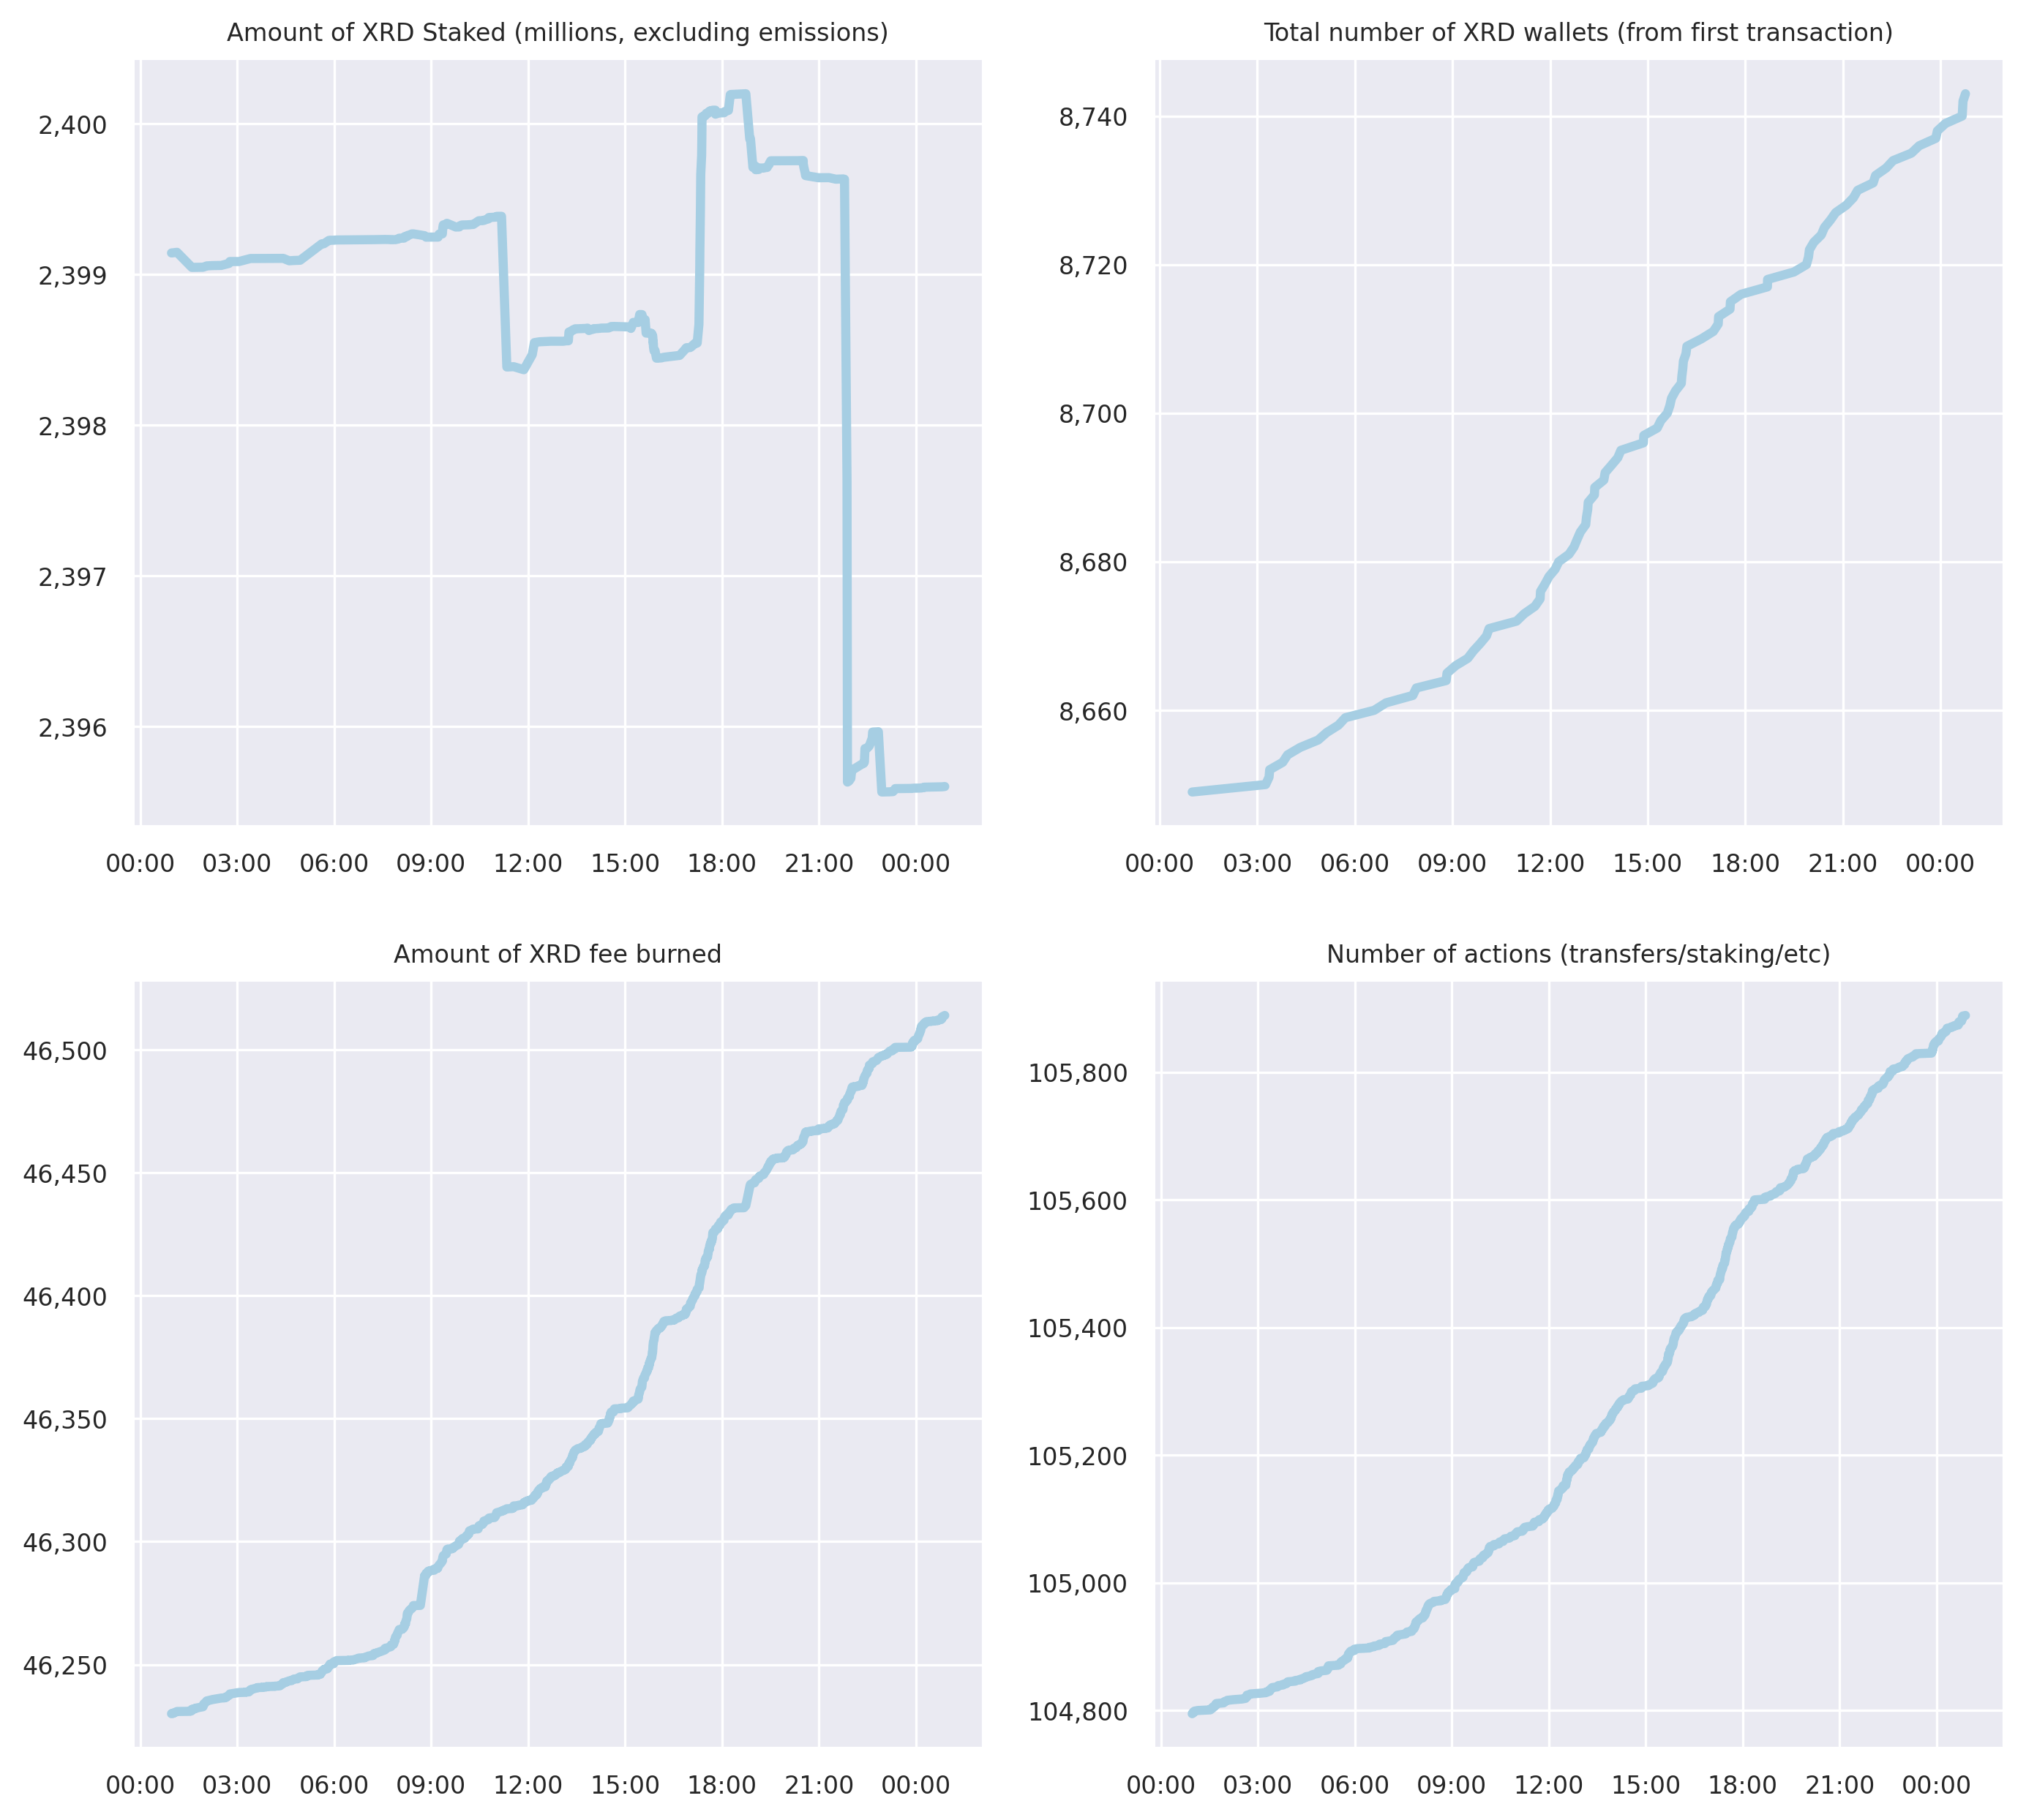 Amount of XRD Staked (millions, excluding emissions)
2,400
2,399
2,398
2,397
2,396
00:00 03:00 06:00 09:00 12:00 15:00 18:00 21:00 00:00
Total number of XRD wallets (from first transaction)
8,740
8,720
8,700
8,680
8,660
00:00 03:00 06:00 09:00 12:00 15:00 18:00 21:00 00:00
Amount of XRD fee burned
46,500
46,450
46,400
46,350
46,300
46,250
00:00 03:00 06:00 09:00 12:00 15:00 18:00 21:00 00:00
Number of actions (transfers/staking/etc)
105,800
105,600
105,400
105,200
105,000
104,800
00:00 03:00 06:00 09:00 12:00 15:00 18:00 21:00 00:00